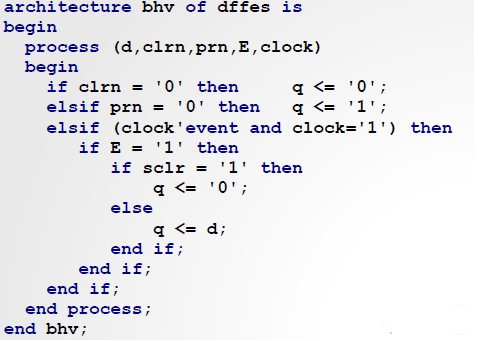 architecture bhv of dffes is
begin
process (d,clrn,prn,E,clock)
begin
if clrn = '0' then q <= '0';
elsif prn = '0' then q <= '1';
elsif (clock'event and clock='1') then
if E = '1' then
if sclr = '1' then
q <= '0';
else
q <= d;
end if;
end if;
end if;
end process;
end bhv;